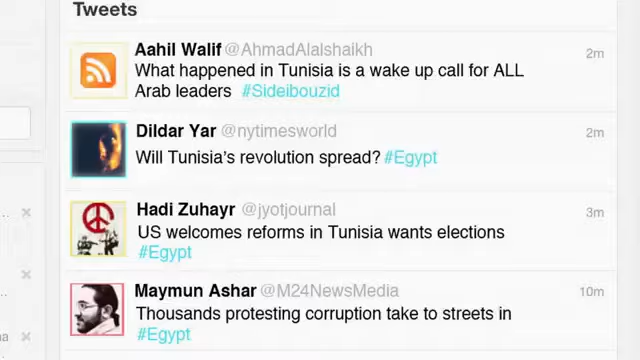 Tweets
Aahil Walif @AhmadAlalshaikh 2m
What happened in Tunisia is a wake up call for ALL
Arab leaders #Sideibouzid
Dildar Yar @nytimesworld 2m
Will Tunisia's revolution spread? #Egypt
Hadi Zuhayr @jyotjournal 3m
US welcomes reforms in Tunisia wants elections
#Egypt
Maymun Ashar @M24NewsMedia 10m
Thousands protesting corruption take to streets in
#Egypt